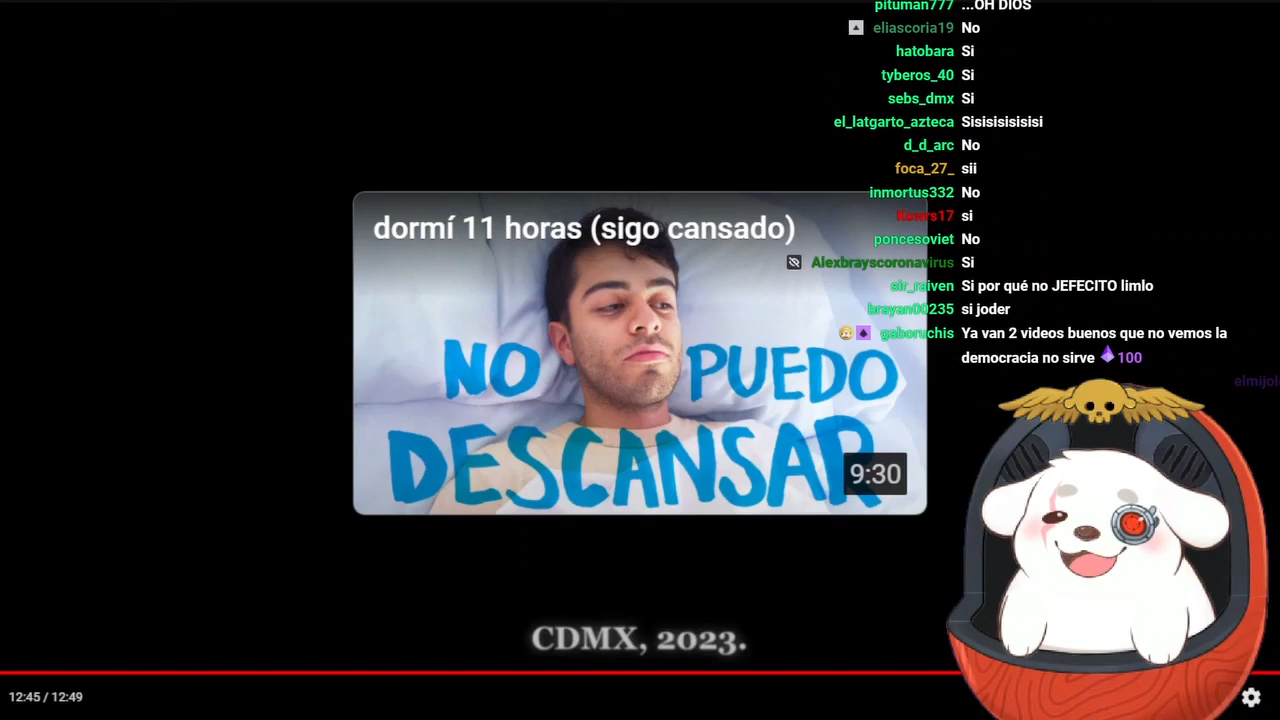 pituman777 ...OH DIOS
eliascoria19 No
hatobara Si
tyberos_40 Si
sebs_dmx Si
el_latgarto_azteca Sisisisisisisi
d_d_arc No
foca_27_ sii
inmortus332 No
Kowrs17 si
poncesoviet No
Alexbrayscoronavirus Si
sir_raiven Si por qué no JEFECITO limlo
brayan00235 si joder
gaboruchis Ya van 2 videos buenos que no vemos la
democracia no sirve 100
dormí 11 horas (sigo cansado)
NO PUEDO
DESCANSAR
9:30
CDMX, 2023.
12:45 / 12:49